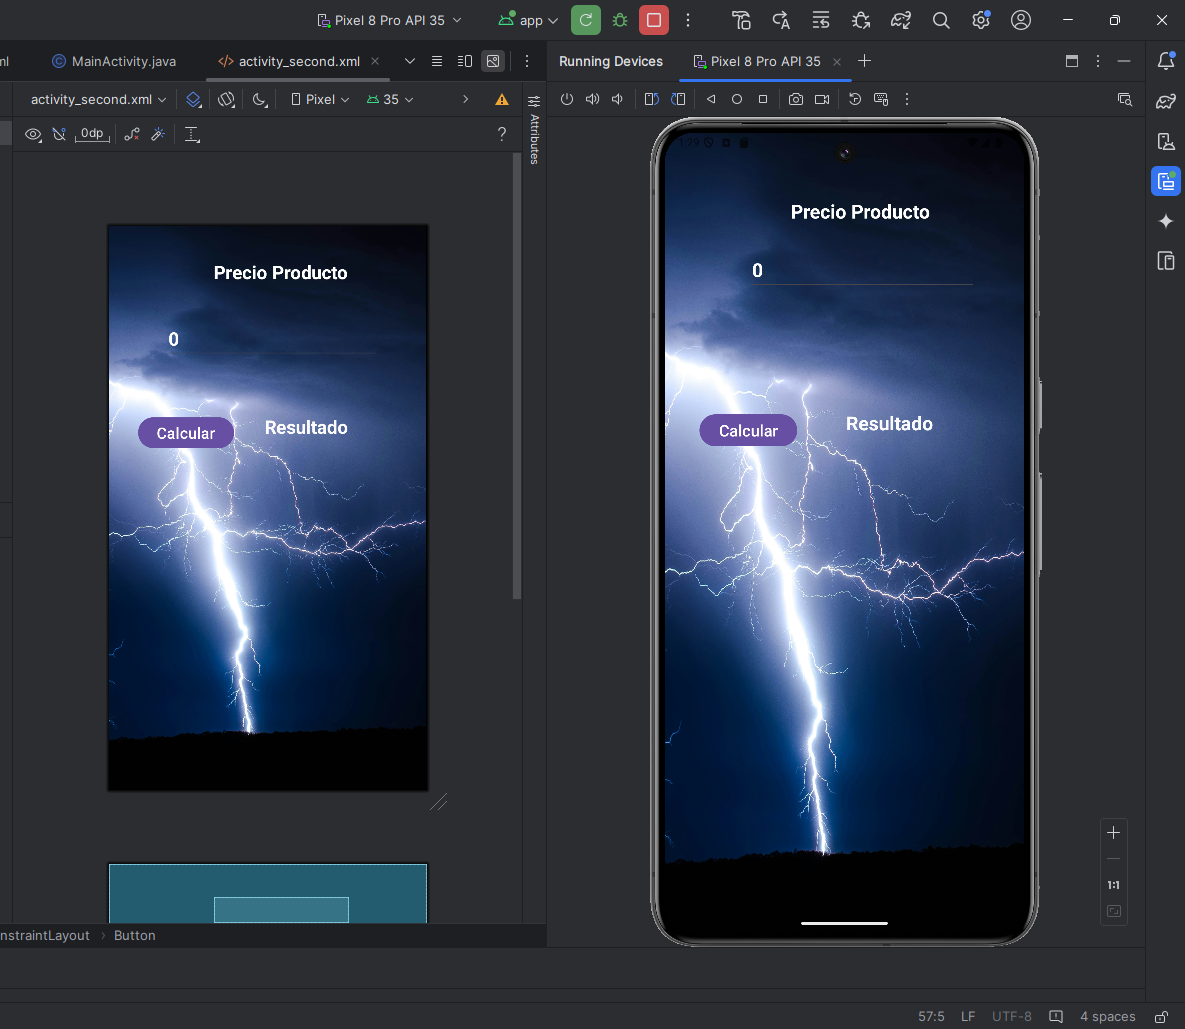 Pixel 8 Pro API 35
app
ml
MainActivity.java
activity_second.xml
Running Devices
Pixel 8 Pro API 35
activity_second.xml
Pixel
35
0dp
?
Attributes
1:29
Precio Producto
0
Calcular
Resultado
Precio Producto
0
Calcular
Resultado
1:1
nstraintLayout
Button
57:5
LF
UTF-8
4 spaces